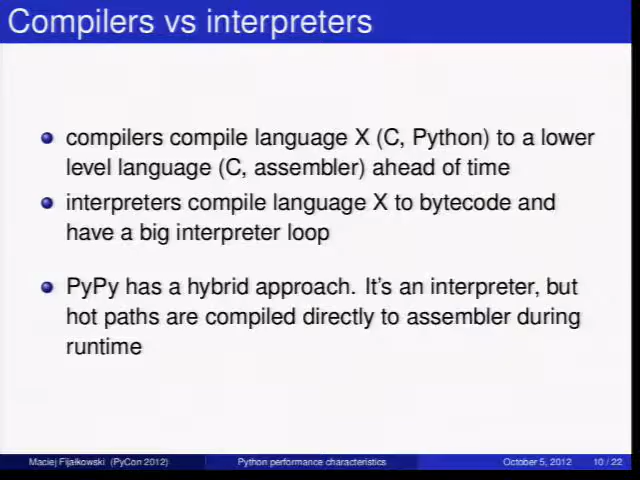 Compilers vs interpreters
compilers compile language X (C, Python) to a lower
level language (C, assembler) ahead of time
interpreters compile language X to bytecode and
have a big interpreter loop
PyPy has a hybrid approach. It's an interpreter, but
hot paths are compiled directly to assembler during
runtime
Maciej Fijałkowski (PyCon 2012) Python performance characteristics October 5, 2012 10 / 22